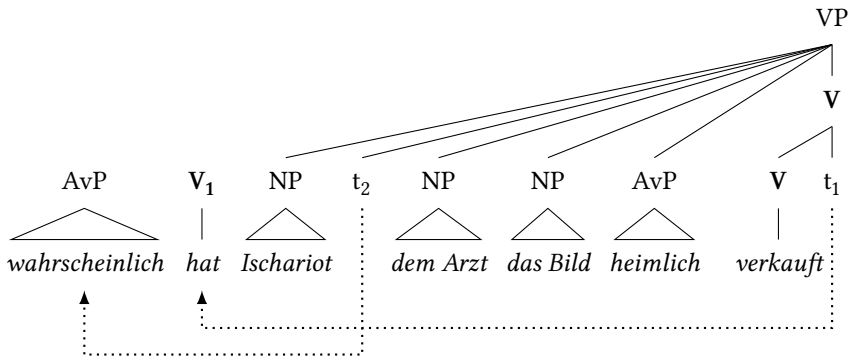 VP
V
AvP V₁ NP t₂ NP NP AvP V t₁
wahrscheinlich hat Ischariot dem Arzt das Bild heimlich verkauft